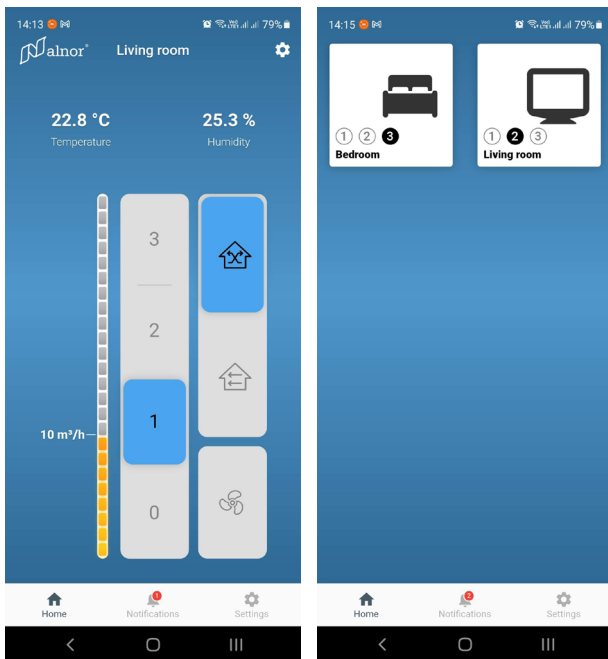 14:13 79%
alnor® Living room
22.8 °C 25.3 %
Temperature Humidity
3
2
10 m³/h
1
0
1
Home Notifications Settings
14:15 79%
1 2 3
Bedroom
1 2 3
Living room
2
Home Notifications Settings